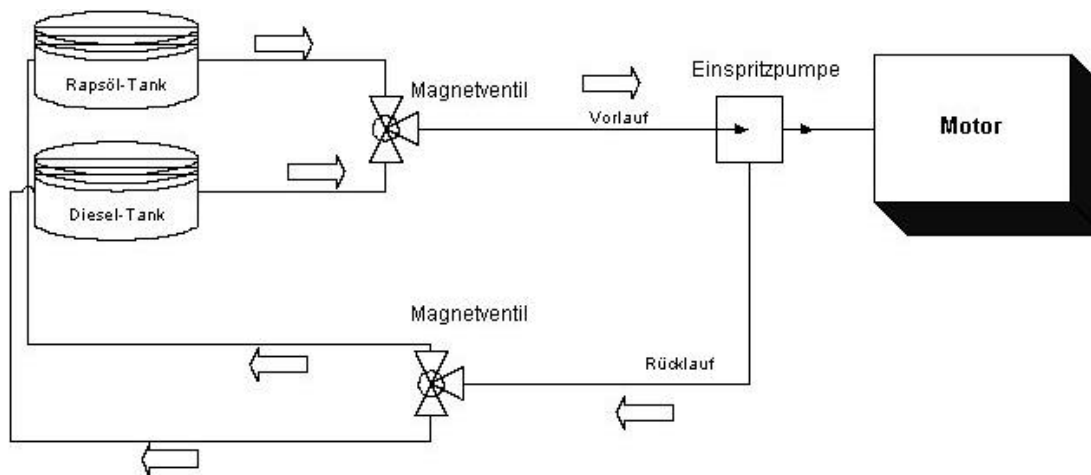 Rapsöl-Tank
Magnetventil
Einspritzpumpe
Vorlauf
Motor
Diesel-Tank
Magnetventil
Rücklauf